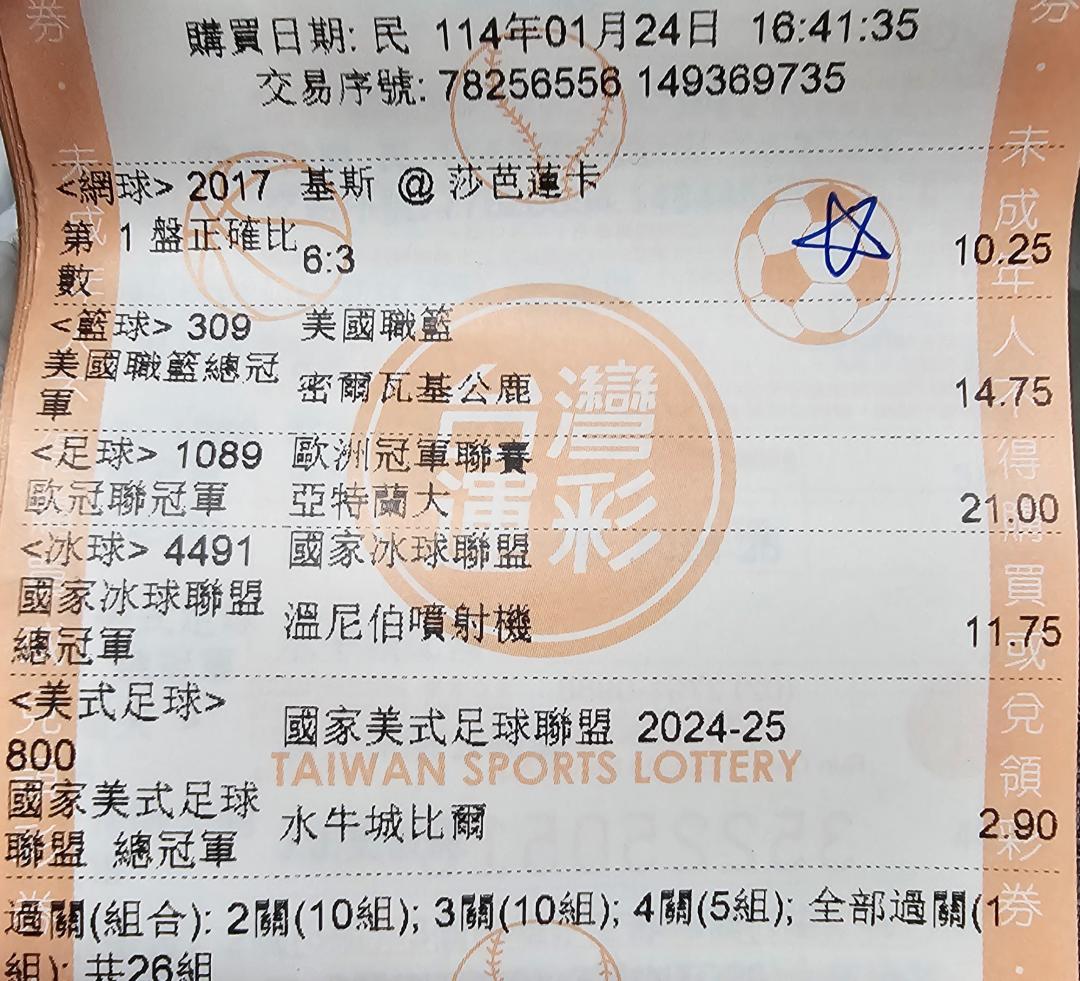 購買日期: 民 114年01月24日 16:41:35
交易序號: 78256556 149369735
<網球> 2017 基斯 @ 莎芭蓮卡
第 1 盤正確比數 6:3 10.25
<籃球> 309 美國職籃
美國職籃總冠軍 密爾瓦基公鹿 14.75
<足球> 1089 歐洲冠軍聯賽
歐冠聯冠軍 亞特蘭大 21.00
<冰球> 4491 國家冰球聯盟
國家冰球聯盟總冠軍 溫尼伯噴射機 11.75
<美式足球> 800 國家美式足球聯盟 2024-25
國家美式足球聯盟 總冠軍 水牛城比爾 2.90
過關(組合): 2關(10組); 3關(10組); 4關(5組); 全部過關(1
組); 共26組
台灣
運彩
TAIWAN SPORTS LOTTERY
券．未成年人不得購買或兌領彩券．